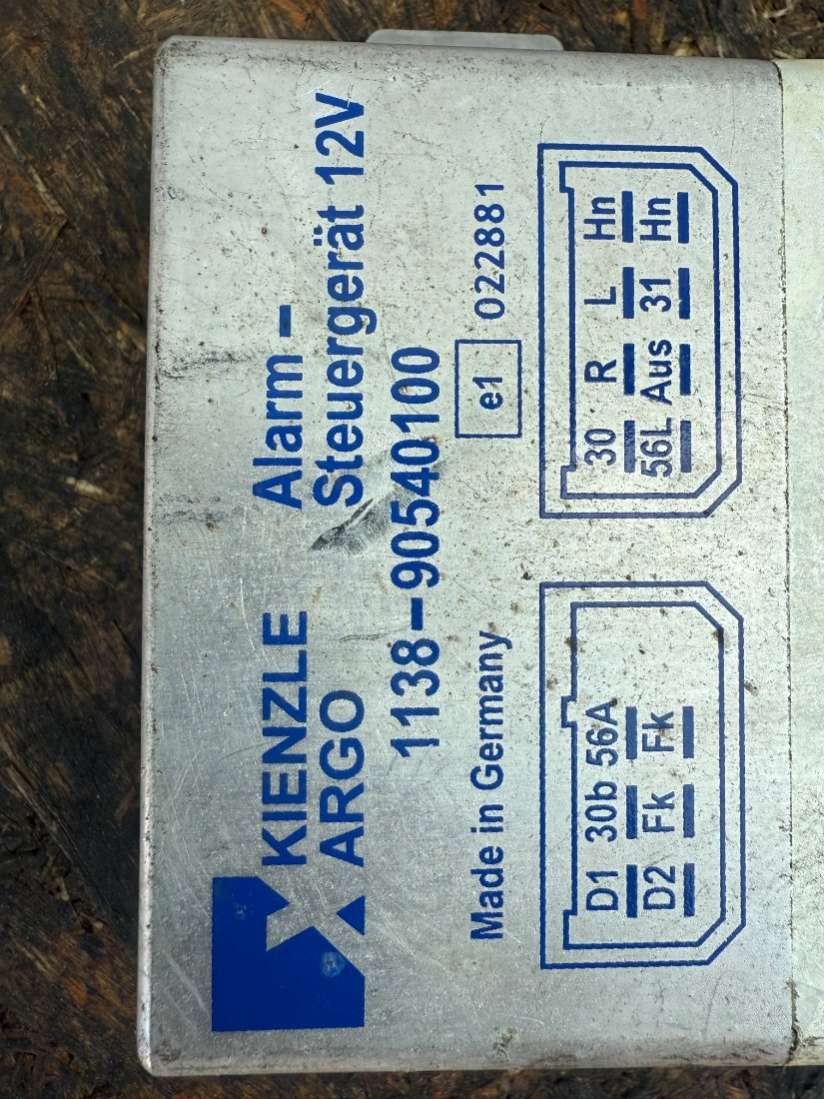 KIENZLE
ARGO
Alarm-
Steuergerät 12V
1138-90540100
Made in Germany
e1 022881
D1 30b 56A
D2 Fk Fk
30 R L Hn
56L Aus 31 Hn